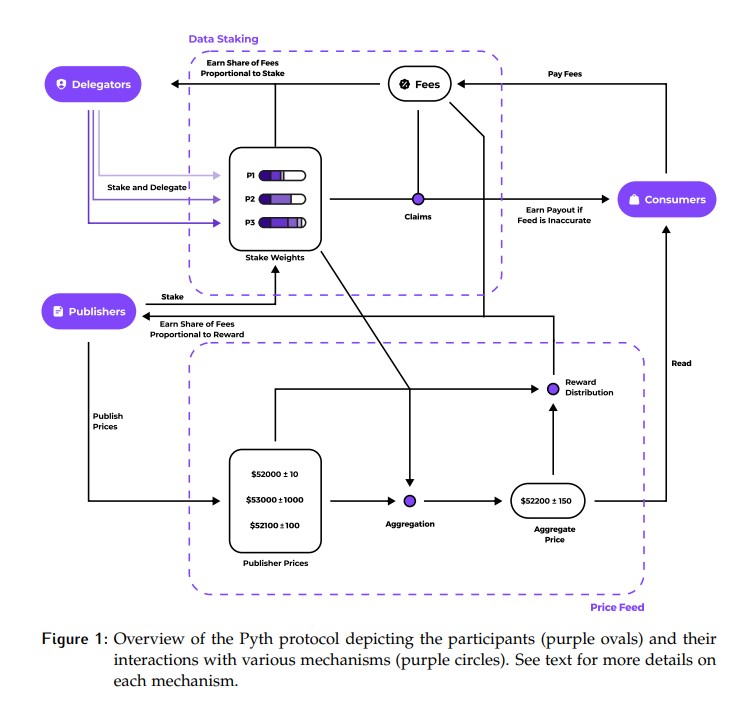 Data Staking
Earn Share of Fees
Proportional to Stake
Delegators
Fees
Pay Fees
P1
Stake and Delegate
P2
P3
Stake Weights
Claims
Earn Payout if
Feed is Inaccurate
Consumers
Stake
Publishers
Earn Share of Fees
Proportional to Reward
Read
Reward
Distribution
Publish
Prices
$52000 ± 10
$53000 ± 1000
$52100 ± 100
Publisher Prices
Aggregation
$52200 ± 150
Aggregate
Price
Price Feed
Figure 1: Overview of the Pyth protocol depicting the participants (purple ovals) and their
interactions with various mechanisms (purple circles). See text for more details on
each mechanism.